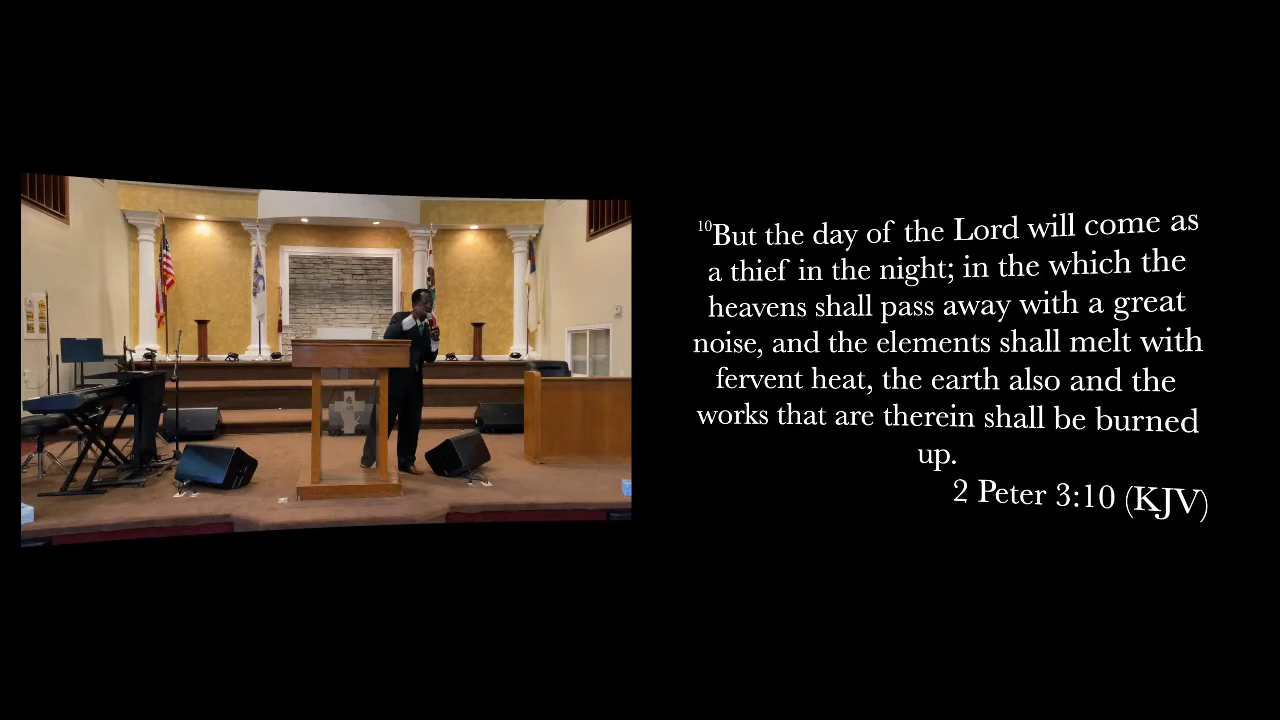 ¹⁰But the day of the Lord will come as
a thief in the night; in the which the
heavens shall pass away with a great
noise, and the elements shall melt with
fervent heat, the earth also and the
works that are therein shall be burned
up.
2 Peter 3:10 (KJV)